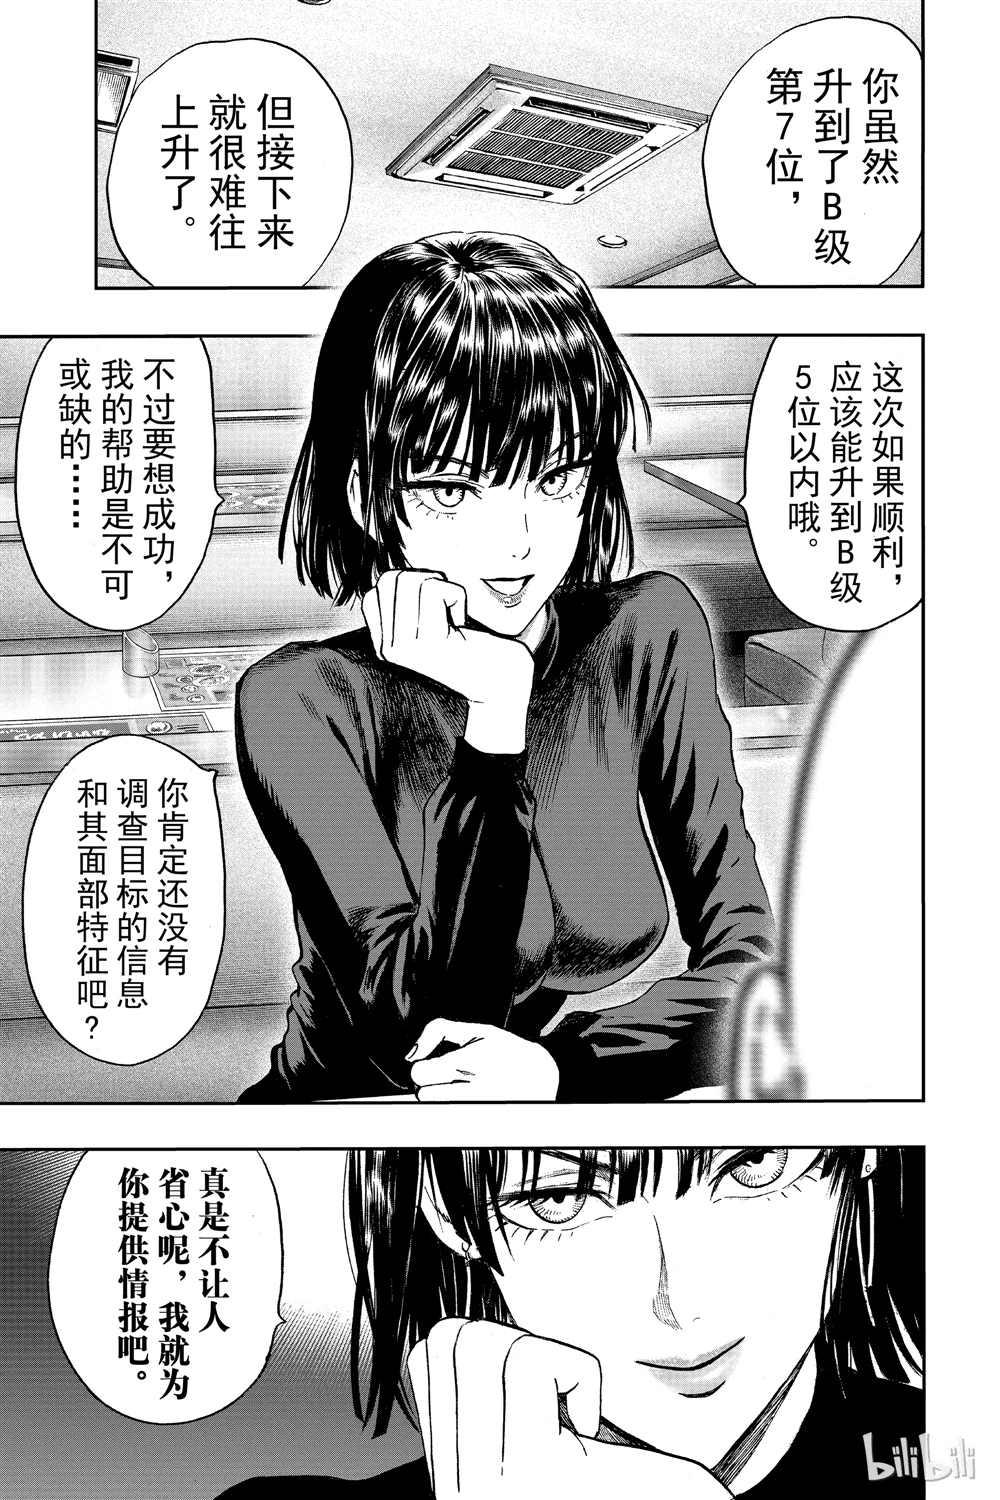 你虽然
升到了B级
第7位，
但接下来
就很难往
上升了。
这次如果顺利，
应该能升到B级
5位以内哦。
不过要想成功，
我的帮助是不可
或缺的……
你肯定还没有
调查目标的信息
和其面部特征吧？
真是不让人
省心呢，我就为
你提供情报吧。
bilibili